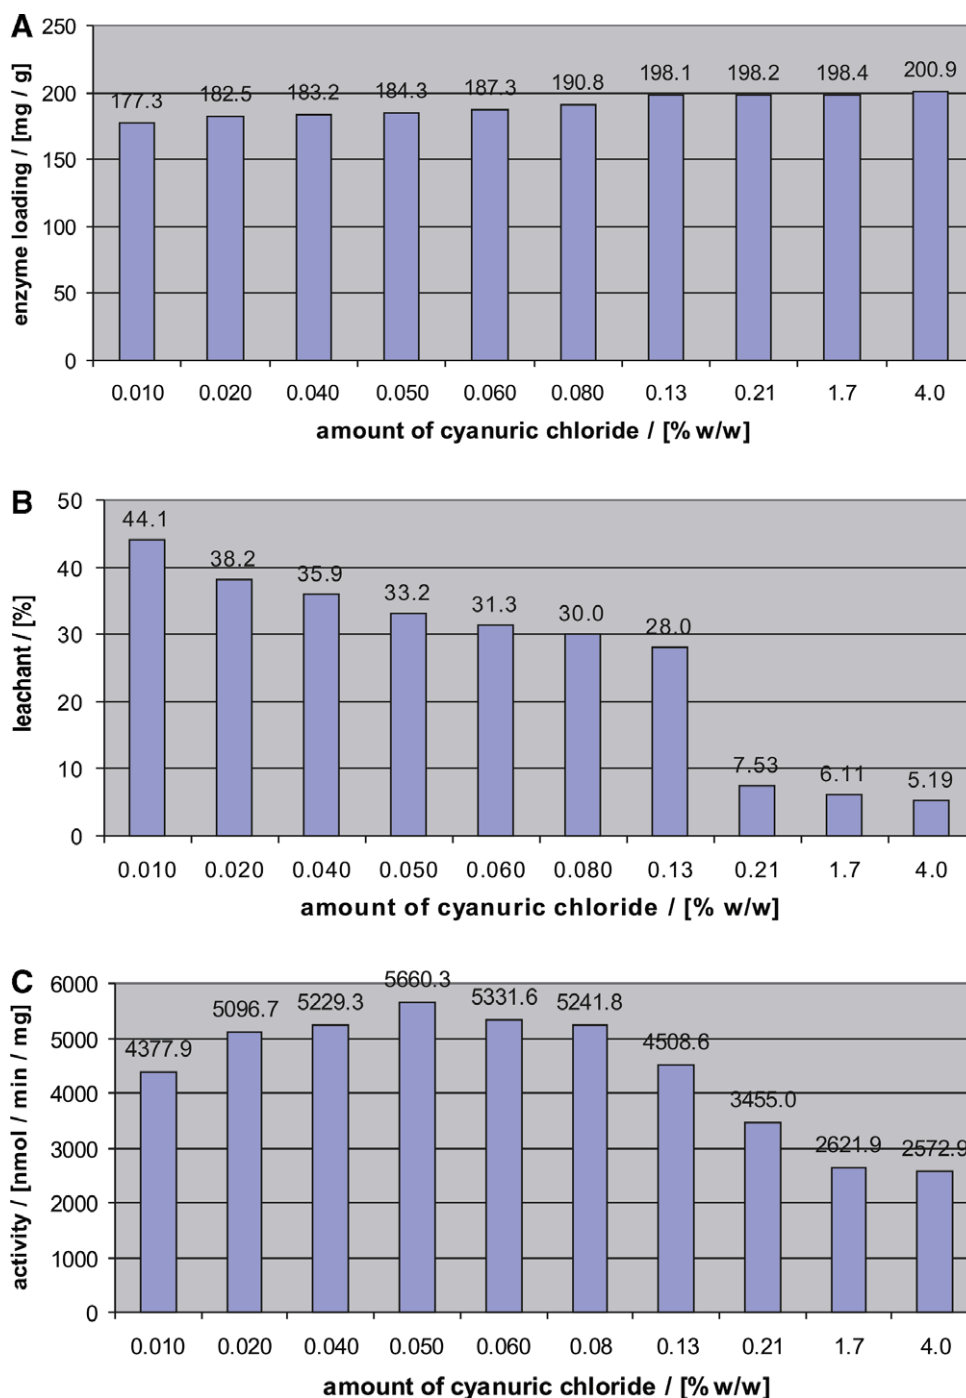 A
enzyme loading / [mg / g]
250
200
150
100
50
0
177.3 182.5 183.2 184.3 187.3 190.8 198.1 198.2 198.4 200.9
0.010 0.020 0.040 0.050 0.060 0.080 0.13 0.21 1.7 4.0
amount of cyanuric chloride / [% w/w]
B
leachant / [%]
50
40
30
20
10
0
44.1 38.2 35.9 33.2 31.3 30.0 28.0 7.53 6.11 5.19
0.010 0.020 0.040 0.050 0.060 0.080 0.13 0.21 1.7 4.0
amount of cyanuric chloride / [% w/w]
C
activity / [nmol / min / mg]
6000
5000
4000
3000
2000
1000
0
4377.9 5096.7 5229.3 5660.3 5331.6 5241.8 4508.6 3455.0 2621.9 2572.9
0.010 0.020 0.040 0.050 0.060 0.08 0.13 0.21 1.7 4.0
amount of cyanuric chloride / [% w/w]